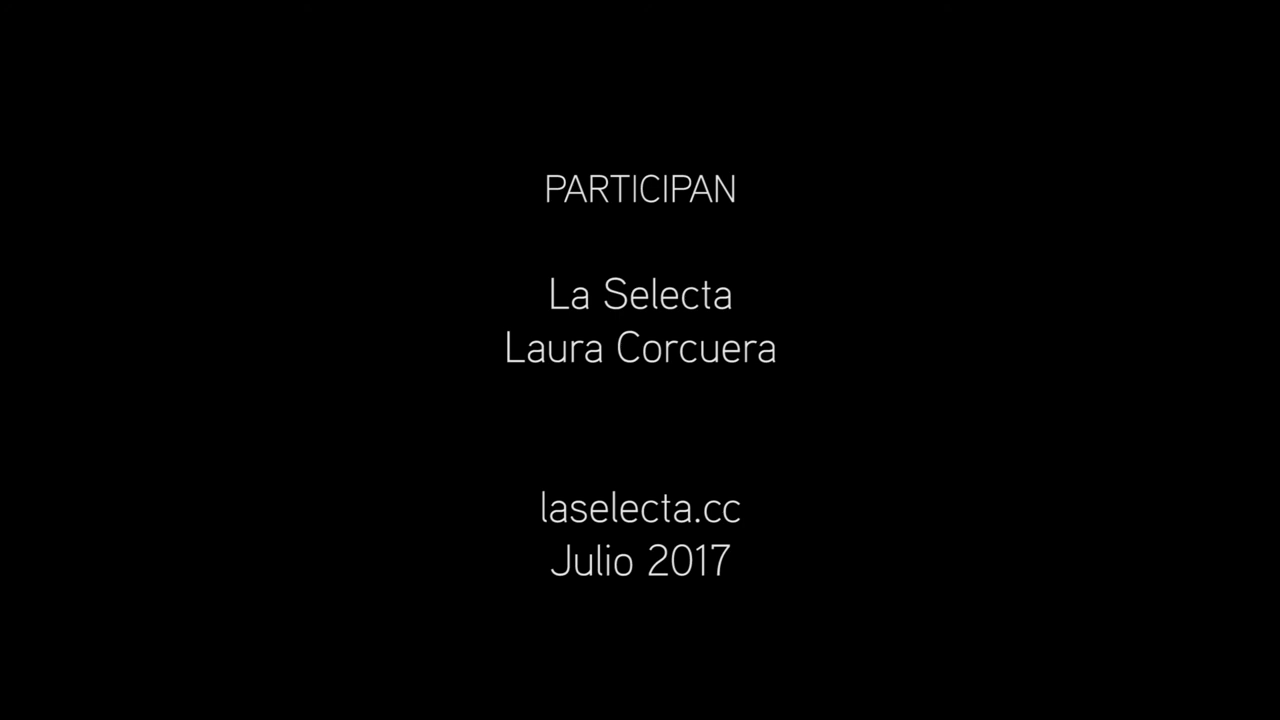 PARTICIPAN
La Selecta
Laura Corcuera
laselecta.cc
Julio 2017